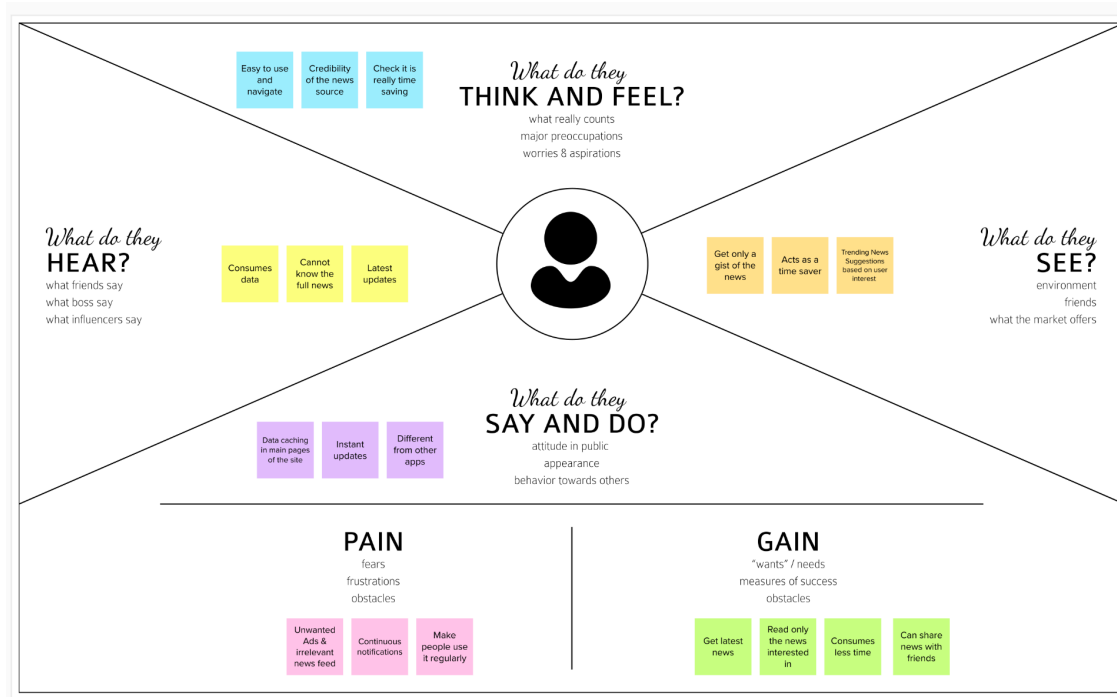 Easy to use
and
navigate
Credibility
of the news
source
Check it is
really time
saving
What do they
THINK AND FEEL?
what really counts
major preoccupations
worries & aspirations
What do they
HEAR?
what friends say
what boss say
what influencers say
Consumes
data
Cannot
know the
full news
Latest
updates
Get only a
gist of the
news
Acts as a
time saver
Trending News
Suggestions
based on user
interest
What do they
SEE?
environment
friends
what the market offers
What do they
SAY AND DO?
attitude in public
appearance
behavior towards others
Data caching
in main pages
of the site
Instant
updates
Different
from other
apps
PAIN
fears
frustrations
obstacles
Unwanted
Ads &
irrelevant
news feed
Continuous
notifications
Make
people use
it regularly
GAIN
"wants" / needs
measures of success
obstacles
Get latest
news
Read only
the news
interested
in
Consumes
less time
Can share
news with
friends